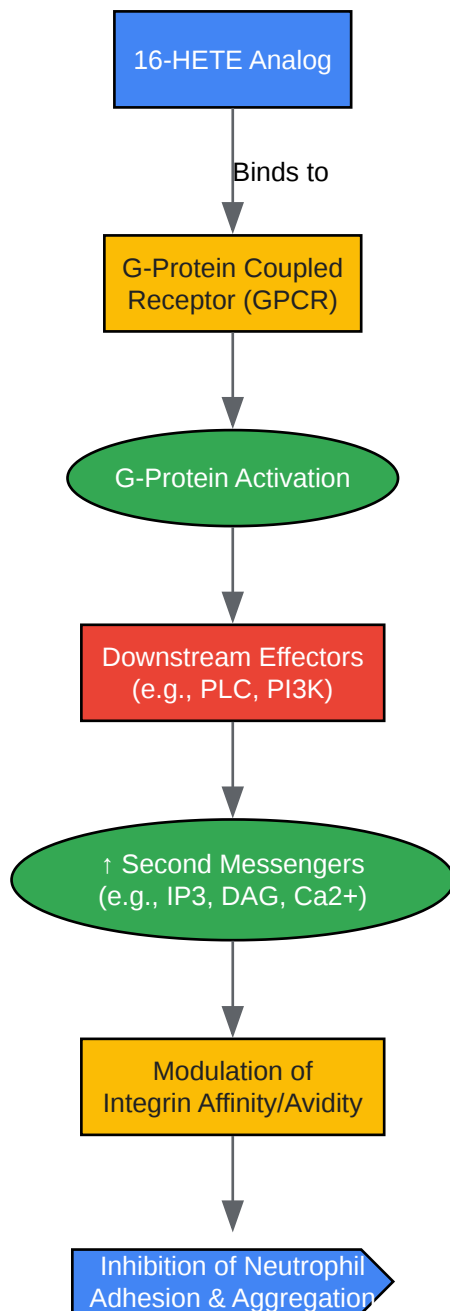 16-HETE Analog
Binds to
G-Protein Coupled
Receptor (GPCR)
G-Protein Activation
Downstream Effectors
(e.g., PLC, PI3K)
↑ Second Messengers
(e.g., IP3, DAG, Ca2+)
Modulation of
Integrin Affinity/Avidity
Inhibition of Neutrophil
Adhesion & Aggregation